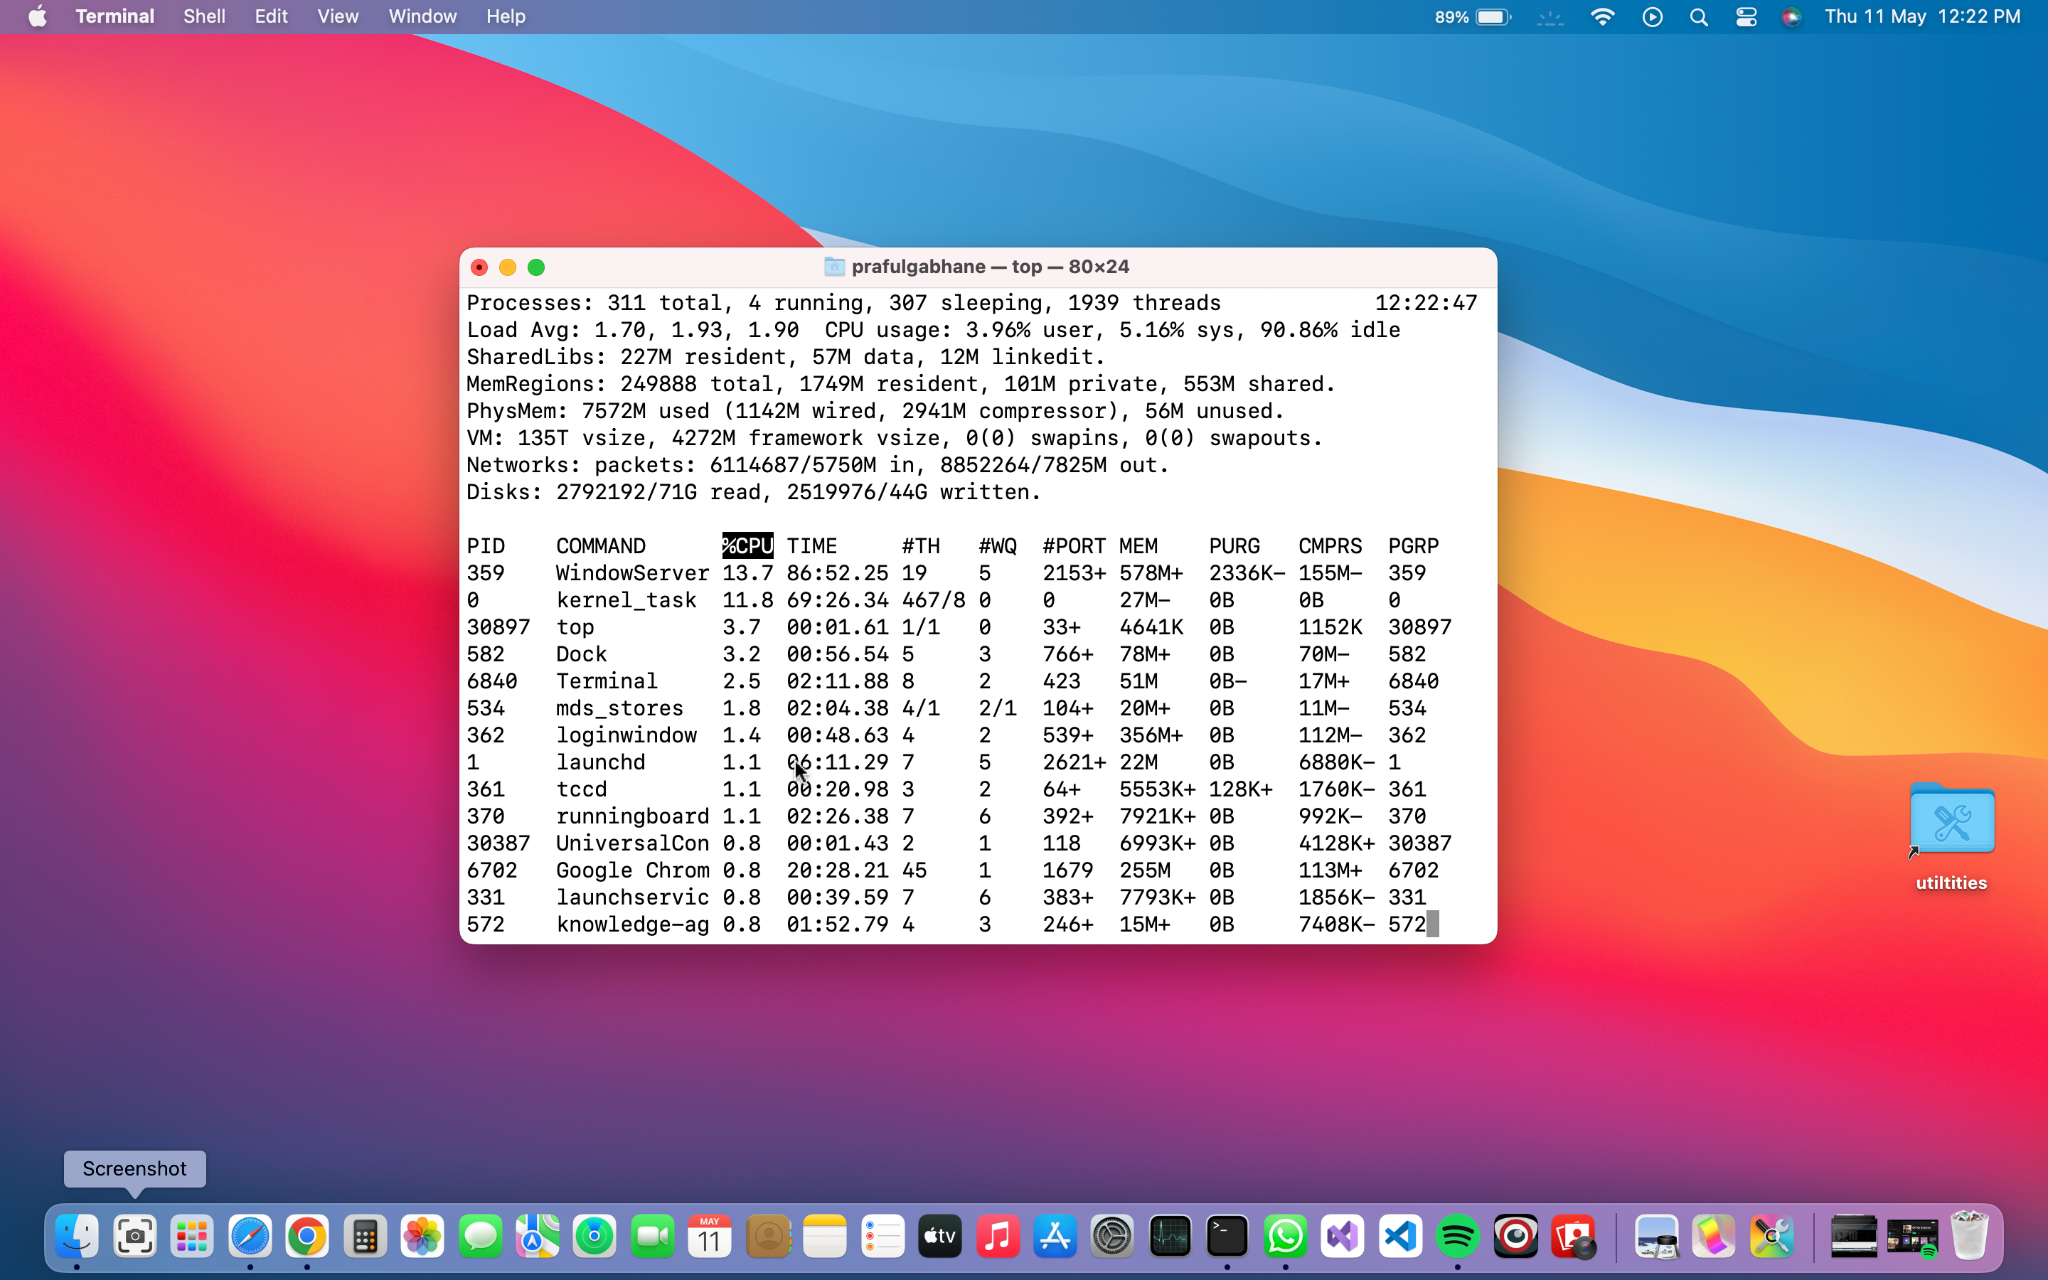 Terminal Shell Edit View Window Help 89% Thu 11 May 12:22 PM
prafulgabhane — top — 80×24
Processes: 311 total, 4 running, 307 sleeping, 1939 threads 12:22:47
Load Avg: 1.70, 1.93, 1.90 CPU usage: 3.96% user, 5.16% sys, 90.86% idle
SharedLibs: 227M resident, 57M data, 12M linkedit.
MemRegions: 249888 total, 1749M resident, 101M private, 553M shared.
PhysMem: 7572M used (1142M wired, 2941M compressor), 56M unused.
VM: 135T vsize, 4272M framework vsize, 0(0) swapins, 0(0) swapouts.
Networks: packets: 6114687/5750M in, 8852264/7825M out.
Disks: 2792192/71G read, 2519976/44G written.
PID COMMAND %CPU TIME #TH #WQ #PORT MEM PURG CMPRS PGRP
359 WindowServer 13.7 86:52.25 19 5 2153+ 578M+ 2336K- 155M- 359
0 kernel_task 11.8 69:26.34 467/8 0 0 27M- 0B 0B 0
30897 top 3.7 00:01.61 1/1 0 33+ 4641K 0B 1152K 30897
582 Dock 3.2 00:56.54 5 3 766+ 78M+ 0B 70M- 582
6840 Terminal 2.5 02:11.88 8 2 423 51M 0B- 17M+ 6840
534 mds_stores 1.8 02:04.38 4/1 2/1 104+ 20M+ 0B 11M- 534
362 loginwindow 1.4 00:48.63 4 2 539+ 356M+ 0B 112M- 362
1 launchd 1.1 06:11.29 7 5 2621+ 22M 0B 6880K- 1
361 tccd 1.1 00:20.98 3 2 64+ 5553K+ 128K+ 1760K- 361
370 runningboard 1.1 02:26.38 7 6 392+ 7921K+ 0B 992K- 370
30387 UniversalCon 0.8 00:01.43 2 1 118 6993K+ 0B 4128K+ 30387
6702 Google Chrom 0.8 20:28.21 45 1 1679 255M 0B 113M+ 6702
331 launchservic 0.8 00:39.59 7 6 383+ 7793K+ 0B 1856K- 331
572 knowledge-ag 0.8 01:52.79 4 3 246+ 15M+ 0B 7408K- 572
utiltities
Screenshot
MAY
11
tv